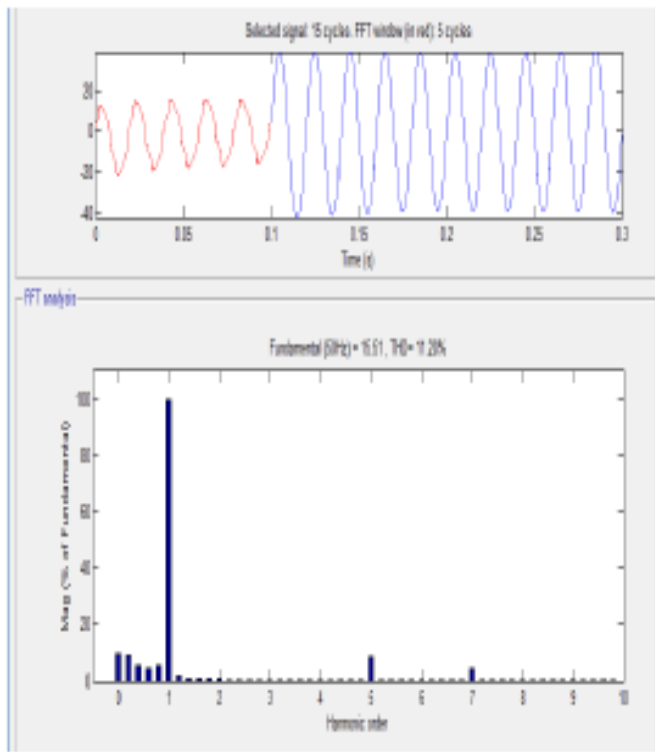 Selected signal: 15 cycles. FFT window (in red): 5 cycles
20
0
-20
-40
0 0.05 0.1 0.15 0.2 0.25 0.3
Time (s)
FFT analysis
Fundamental (50Hz) = 15.51, THD= 11.20%
100
80
60
40
20
0
0 1 2 3 4 5 6 7 8 9 10
Harmonic order
Mag (% of Fundamental)